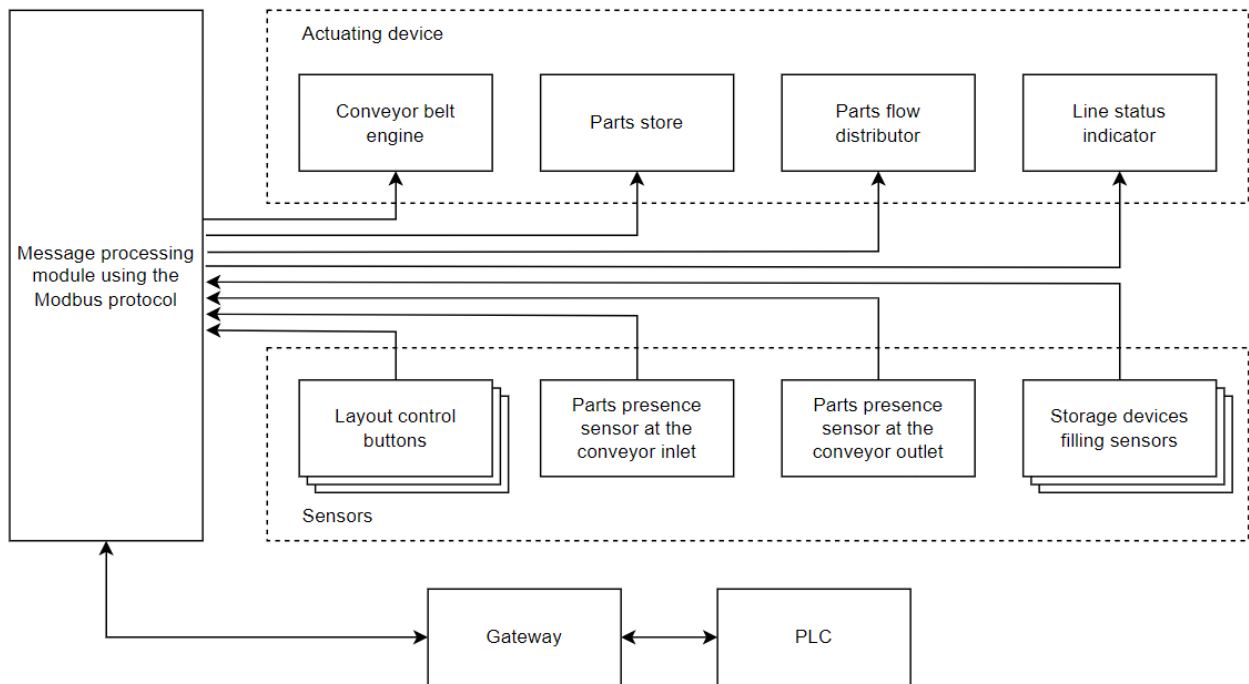 Actuating device
Conveyor belt
engine
Parts store
Parts flow
distributor
Line status
indicator
Message processing
module using the
Modbus protocol
Layout control
buttons
Parts presence
sensor at the
conveyor inlet
Parts presence
sensor at the
conveyor outlet
Storage devices
filling sensors
Sensors
Gateway
PLC